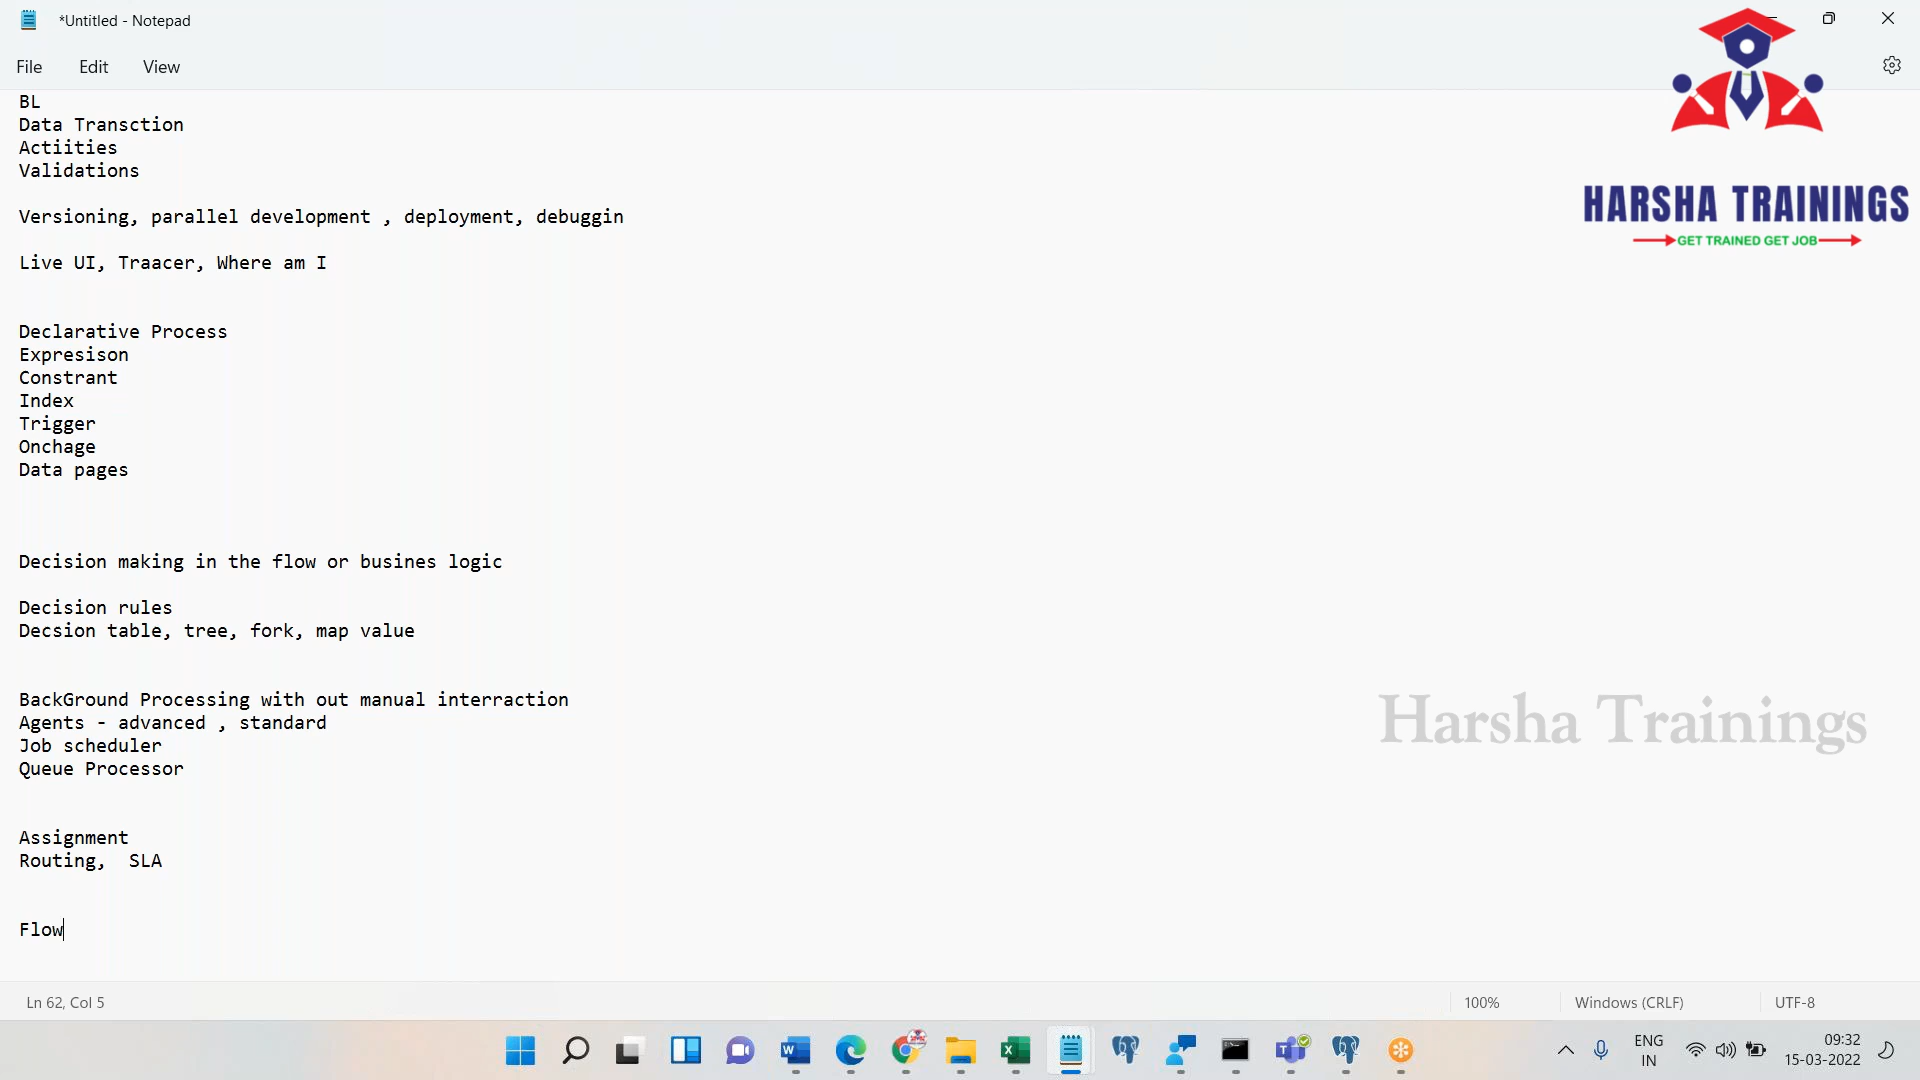 *Untitled - Notepad
File Edit View
BL
Data Transction
Actiities
Validations
Versioning, parallel development , deployment, debuggin
Live UI, Traacer, Where am I
Declarative Process
Expresison
Constrant
Index
Trigger
Onchage
Data pages
Decision making in the flow or busines logic
Decision rules
Decsion table, tree, fork, map value
BackGround Processing with out manual interraction
Agents - advanced , standard
Job scheduler
Queue Processor
Assignment
Routing,  SLA
Flow
HARSHA TRAININGS
GET TRAINED GET JOB
Harsha Trainings
Ln 62, Col 5
100%
Windows (CRLF)
UTF-8
ENG
IN
09:32
15-03-2022